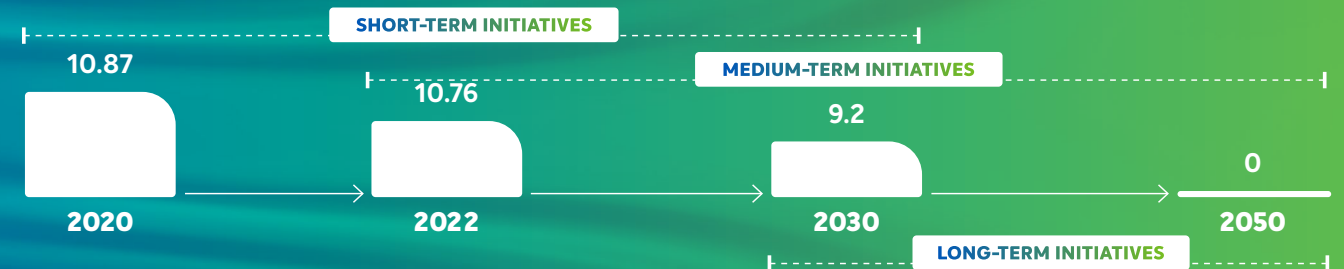 SHORT-TERM INITIATIVES
10.87
MEDIUM-TERM INITIATIVES
10.76
9.2
0
2020
2022
2030
2050
LONG-TERM INITIATIVES